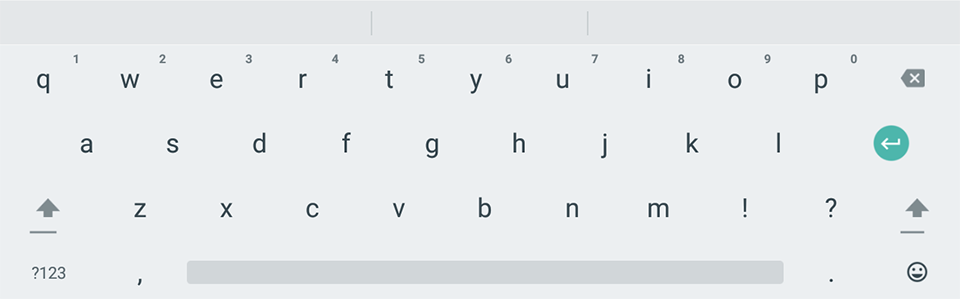 1 2 3 4 5 6 7 8 9 0
q w e r t y u i o p
a s d f g h j k l
z x c v b n m ! ?
?123 , .